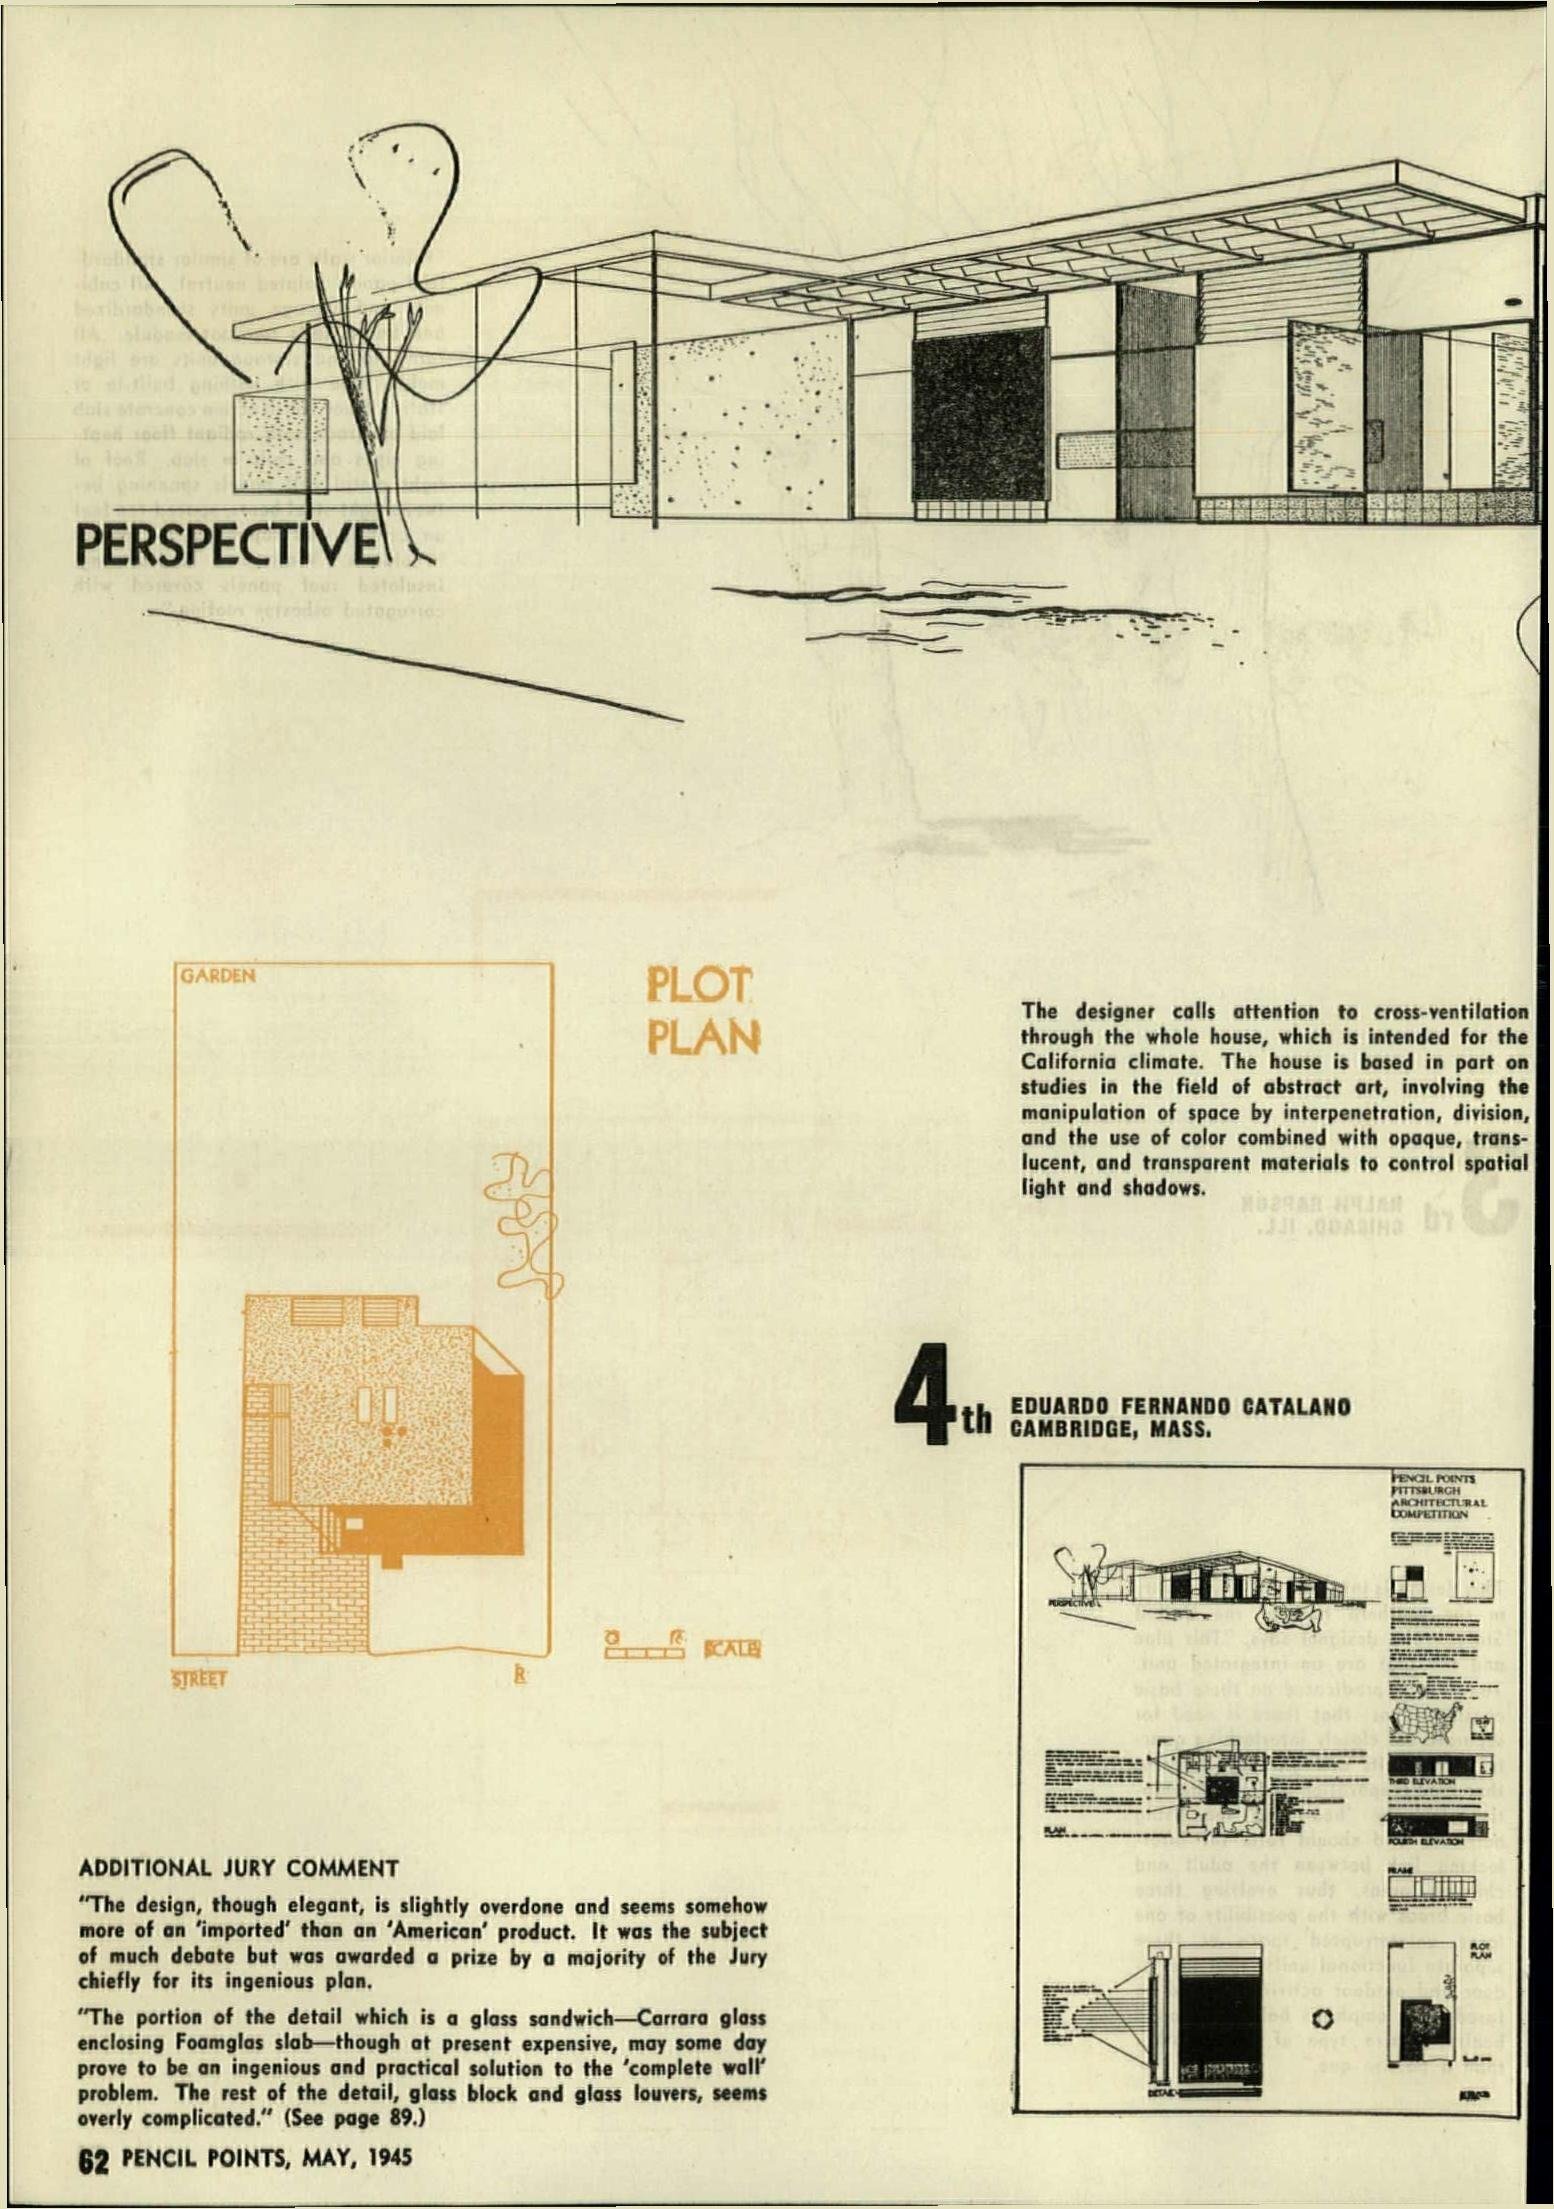 PERSPECTIVE
GARDEN
PLOT
PLAN
The designer calls attention to cross-ventilation
through the whole house, which is intended for the
California climate. The house is based in part on
studies in the field of abstract art, involving the
manipulation of space by interpenetration, division,
and the use of color combined with opaque, trans-
lucent, and transparent materials to control spatial
light and shadows.
4th EDUARDO FERNANDO CATALANO
CAMBRIDGE, MASS.
STREET
SCALE
PENCIL POINTS
PITTSBURGH
ARCHITECTURAL
COMPETITION
PERSPECTIVE
PLAN
THIRD ELEVATION
FOURTH ELEVATION
FRAME
PLOT
PLAN
DETAIL
ADDITIONAL JURY COMMENT
"The design, though elegant, is slightly overdone and seems somehow
more of an 'imported' than an 'American' product. It was the subject
of much debate but was awarded a prize by a majority of the Jury
chiefly for its ingenious plan.
"The portion of the detail which is a glass sandwich—Carrara glass
enclosing Foamglas slab—though at present expensive, may some day
prove to be an ingenious and practical solution to the 'complete wall'
problem. The rest of the detail, glass block and glass louvers, seems
overly complicated." (See page 89.)
62 PENCIL POINTS, MAY, 1945